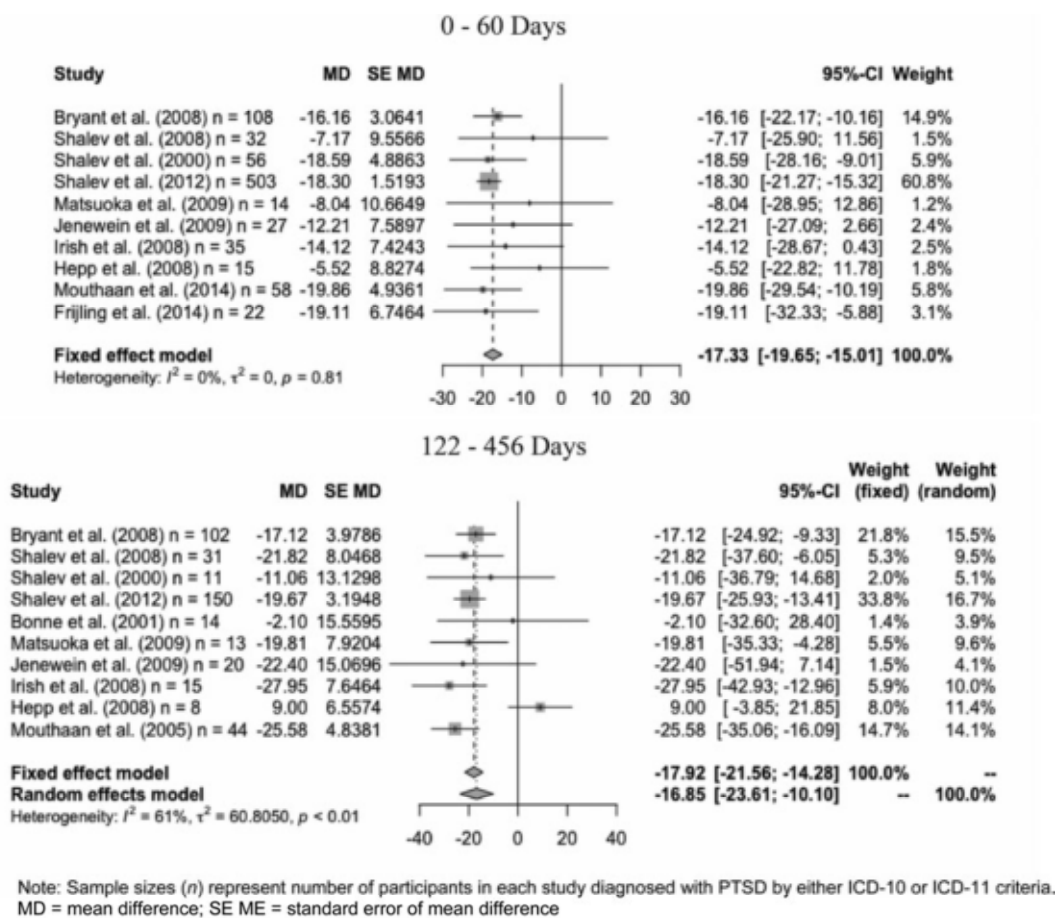 0 - 60 Days
Study MD SE MD 95%-CI Weight
Bryant et al. (2008) n = 108 -16.16 3.0641 -16.16 [-22.17; -10.16] 14.9%
Shalev et al. (2008) n = 32 -7.17 9.5566 -7.17 [-25.90; 11.56] 1.5%
Shalev et al. (2000) n = 56 -18.59 4.8863 -18.59 [-28.16; -9.01] 5.9%
Shalev et al. (2012) n = 503 -18.30 1.5193 -18.30 [-21.27; -15.32] 60.8%
Matsuoka et al. (2009) n = 14 -8.04 10.6649 -8.04 [-28.95; 12.86] 1.2%
Jenewein et al. (2009) n = 27 -12.21 7.5897 -12.21 [-27.09; 2.66] 2.4%
Irish et al. (2008) n = 35 -14.12 7.4243 -14.12 [-28.67; 0.43] 2.5%
Hepp et al. (2008) n = 15 -5.52 8.8274 -5.52 [-22.82; 11.78] 1.8%
Mouthaan et al. (2014) n = 58 -19.86 4.9361 -19.86 [-29.54; -10.19] 5.8%
Frijling et al. (2014) n = 22 -19.11 6.7464 -19.11 [-32.33; -5.88] 3.1%
Fixed effect model -17.33 [-19.65; -15.01] 100.0%
Heterogeneity: I² = 0%, τ² = 0, p = 0.81
-30 -20 -10 0 10 20 30
122 - 456 Days
Weight Weight
Study MD SE MD 95%-CI (fixed) (random)
Bryant et al. (2008) n = 102 -17.12 3.9786 -17.12 [-24.92; -9.33] 21.8% 15.5%
Shalev et al. (2008) n = 31 -21.82 8.0468 -21.82 [-37.60; -6.05] 5.3% 9.5%
Shalev et al. (2000) n = 11 -11.06 13.1298 -11.06 [-36.79; 14.68] 2.0% 5.1%
Shalev et al. (2012) n = 150 -19.67 3.1948 -19.67 [-25.93; -13.41] 33.8% 16.7%
Bonne et al. (2001) n = 14 -2.10 15.5595 -2.10 [-32.60; 28.40] 1.4% 3.9%
Matsuoka et al. (2009) n = 13 -19.81 7.9204 -19.81 [-35.33; -4.28] 5.5% 9.6%
Jenewein et al. (2009) n = 20 -22.40 15.0696 -22.40 [-51.94; 7.14] 1.5% 4.1%
Irish et al. (2008) n = 15 -27.95 7.6464 -27.95 [-42.93; -12.96] 5.9% 10.0%
Hepp et al. (2008) n = 8 9.00 6.5574 9.00 [-3.85; 21.85] 8.0% 11.4%
Mouthaan et al. (2005) n = 44 -25.58 4.8381 -25.58 [-35.06; -16.09] 14.7% 14.1%
Fixed effect model -17.92 [-21.56; -14.28] 100.0% --
Random effects model -16.85 [-23.61; -10.10] -- 100.0%
Heterogeneity: I² = 61%, τ² = 60.8050, p < 0.01
-40 -20 0 20 40
Note: Sample sizes (n) represent number of participants in each study diagnosed with PTSD by either ICD-10 or ICD-11 criteria.
MD = mean difference; SE ME = standard error of mean difference